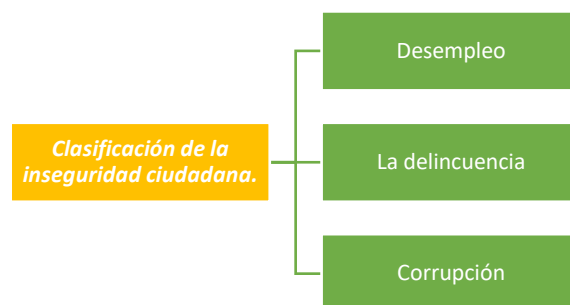 Clasificación de la
inseguridad ciudadana.
Desempleo
La delincuencia
Corrupción